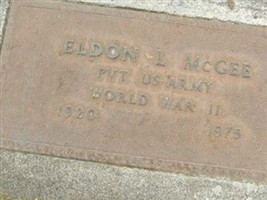 ELDON L McGEE
PVT US ARMY
WORLD WAR II
1920 1975